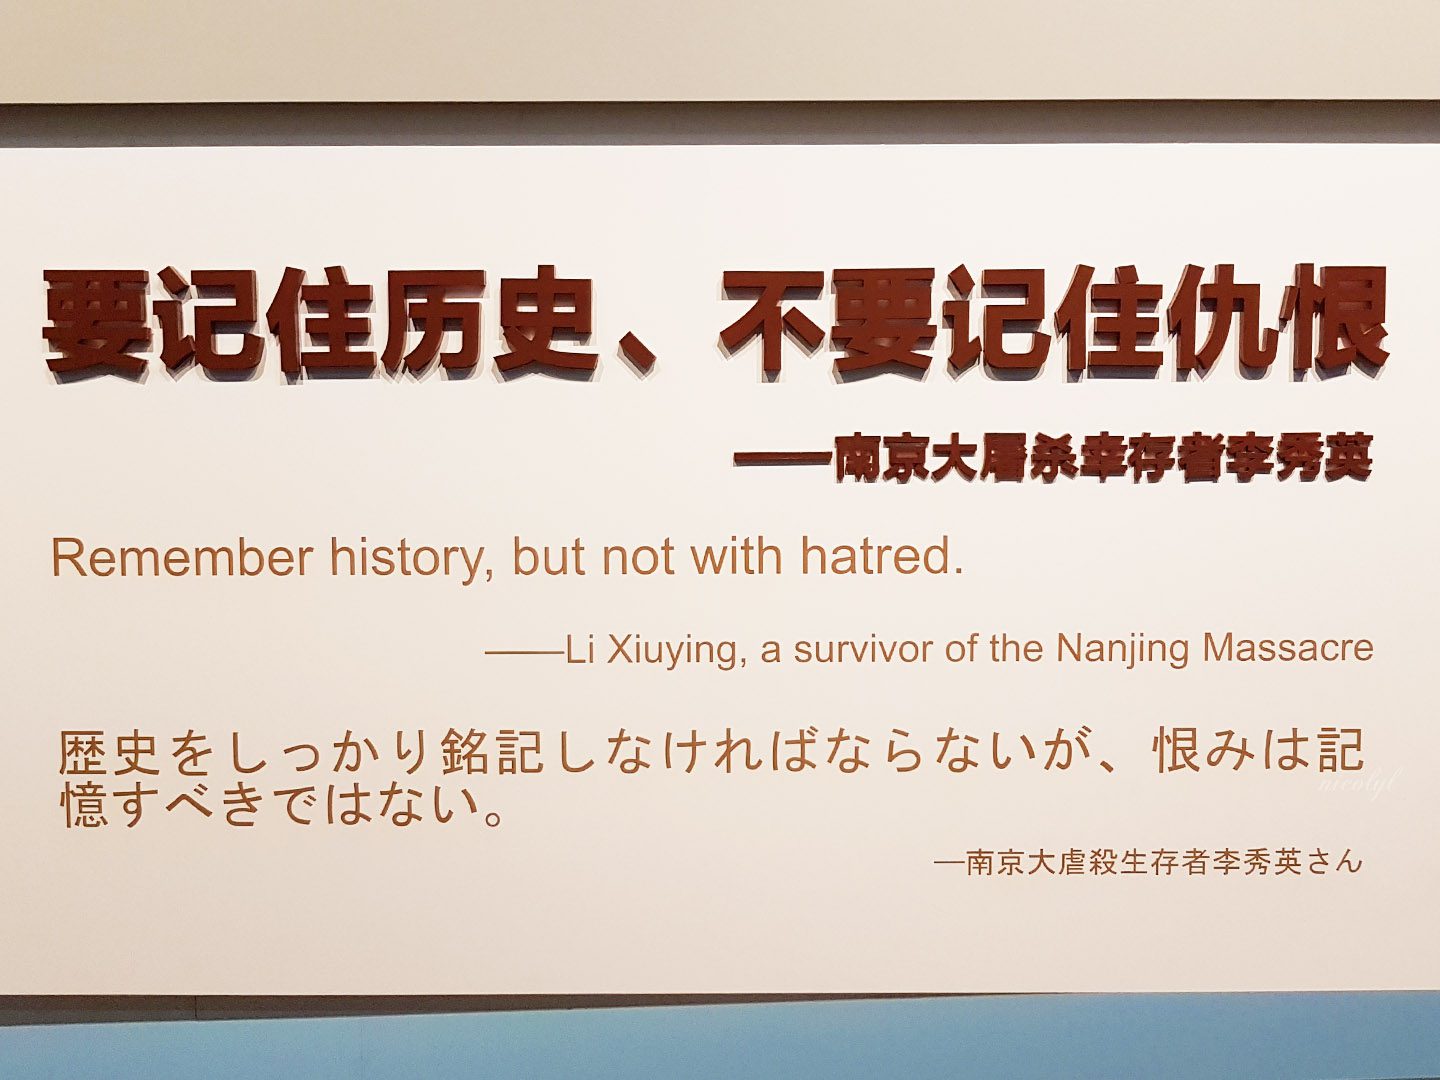 要记住历史、不要记住仇恨
——南京大屠杀幸存者李秀英
Remember history, but not with hatred.
——Li Xiuying, a survivor of the Nanjing Massacre
歴史をしっかり銘記しなければならないが、恨みは記
憶すべきではない。
—南京大虐殺生存者李秀英さん
nicolyl